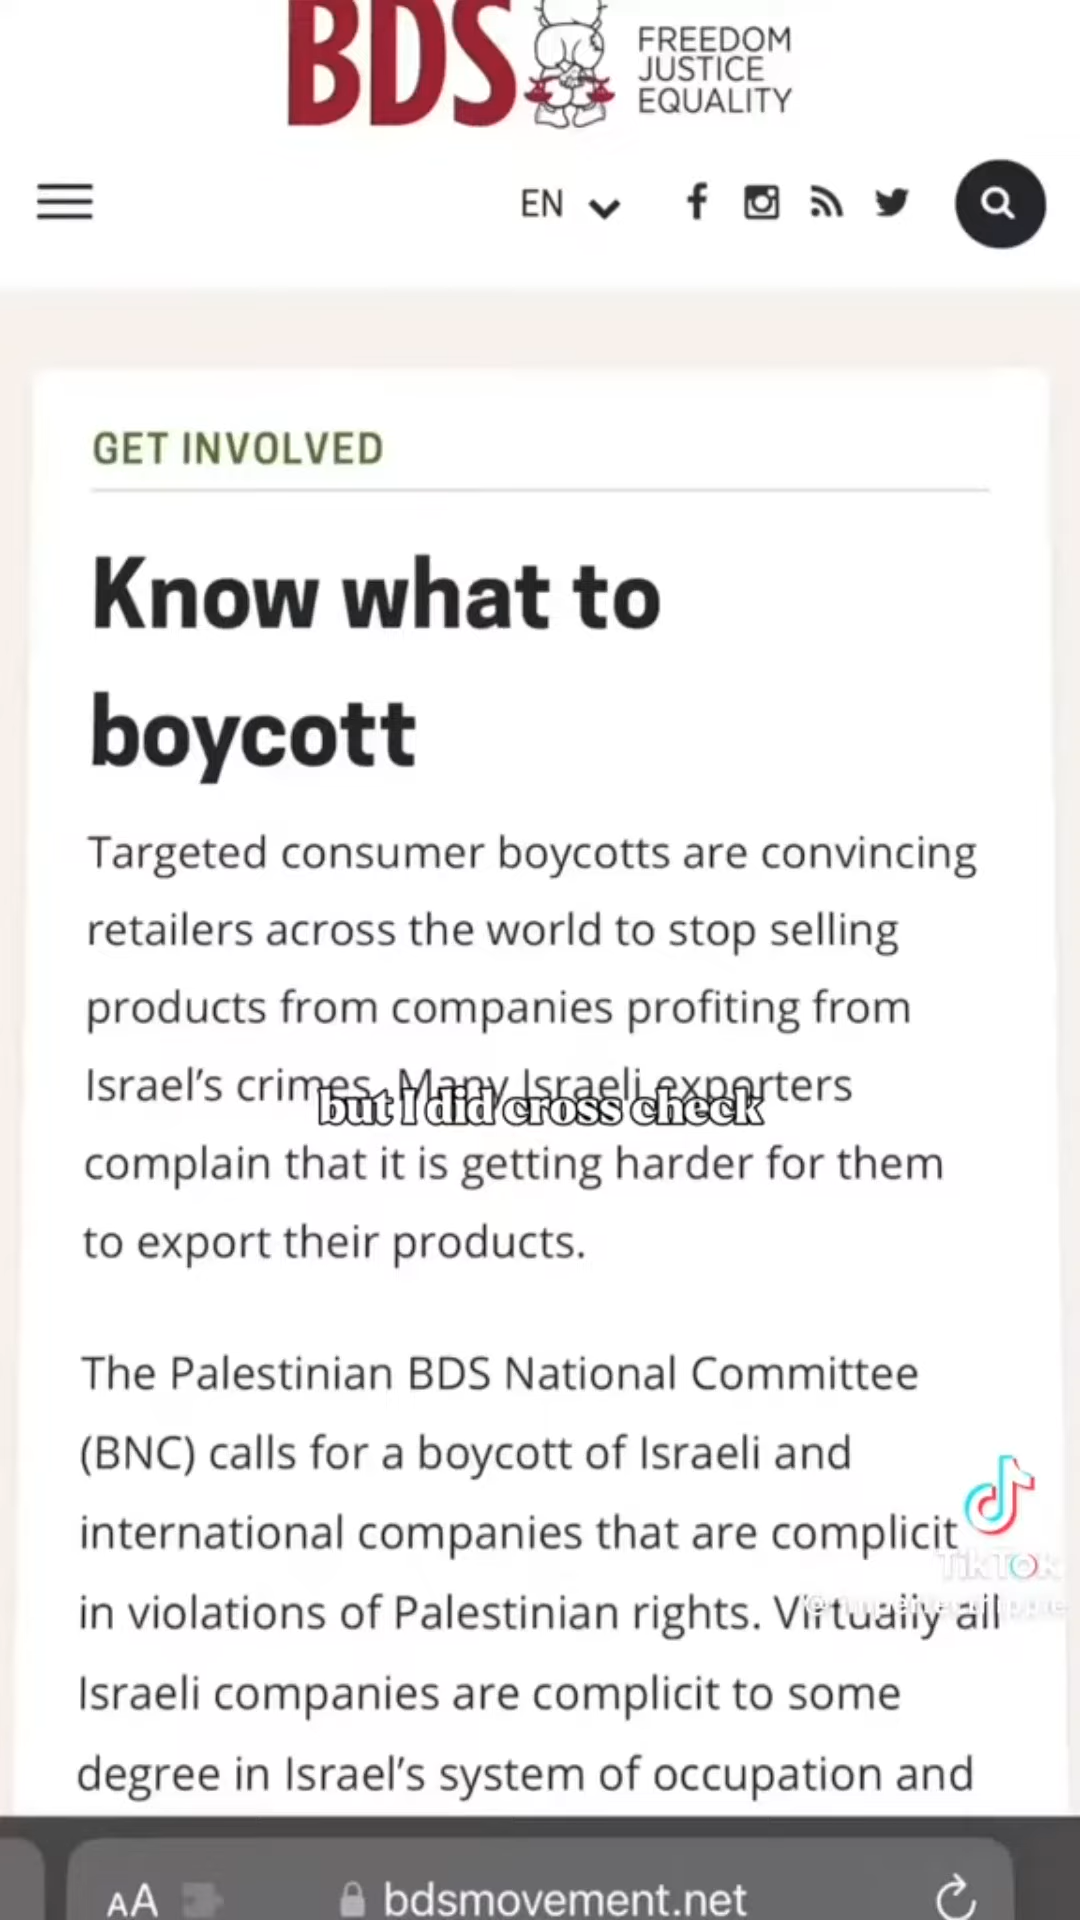 BDS
FREEDOM
JUSTICE
EQUALITY
EN
GET INVOLVED
Know what to
boycott
Targeted consumer boycotts are convincing
retailers across the world to stop selling
products from companies profiting from
Israel's crimes. Many Israeli exporters
but I did cross check
complain that it is getting harder for them
to export their products.
The Palestinian BDS National Committee
(BNC) calls for a boycott of Israeli and
international companies that are complicit
TikTok
in violations of Palestinian rights. Virtually all
Israeli companies are complicit to some
degree in Israel's system of occupation and
AA
bdsmovement.net